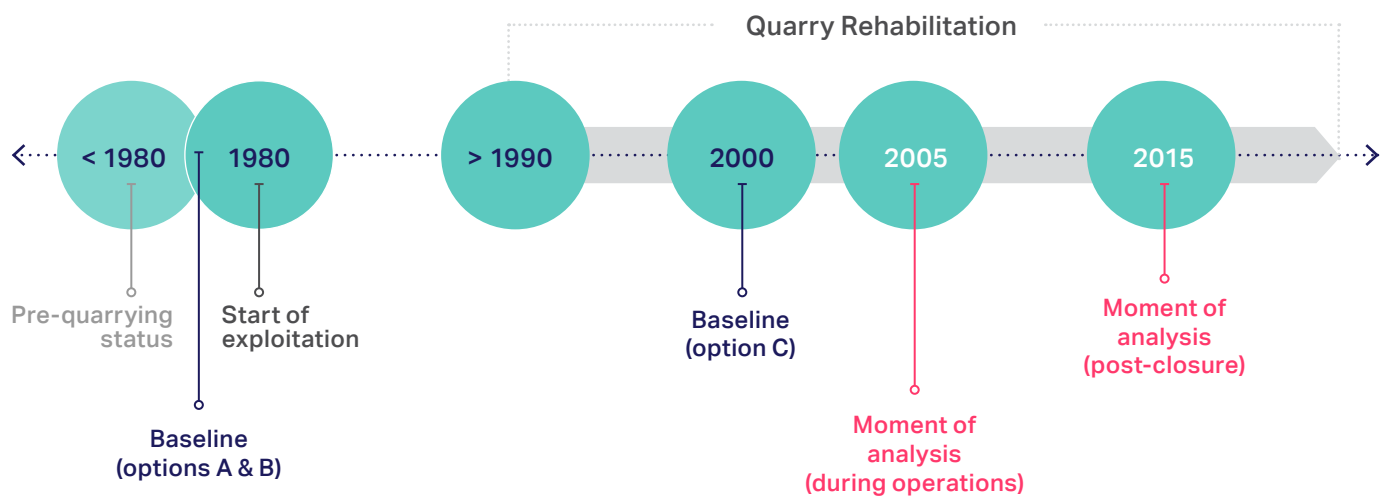 Quarry Rehabilitation
< 1980
1980
> 1990
2000
2005
2015
Pre-quarrying
status
Start of
exploitation
Baseline
(options A & B)
Baseline
(option C)
Moment of
analysis
(during operations)
Moment of
analysis
(post-closure)